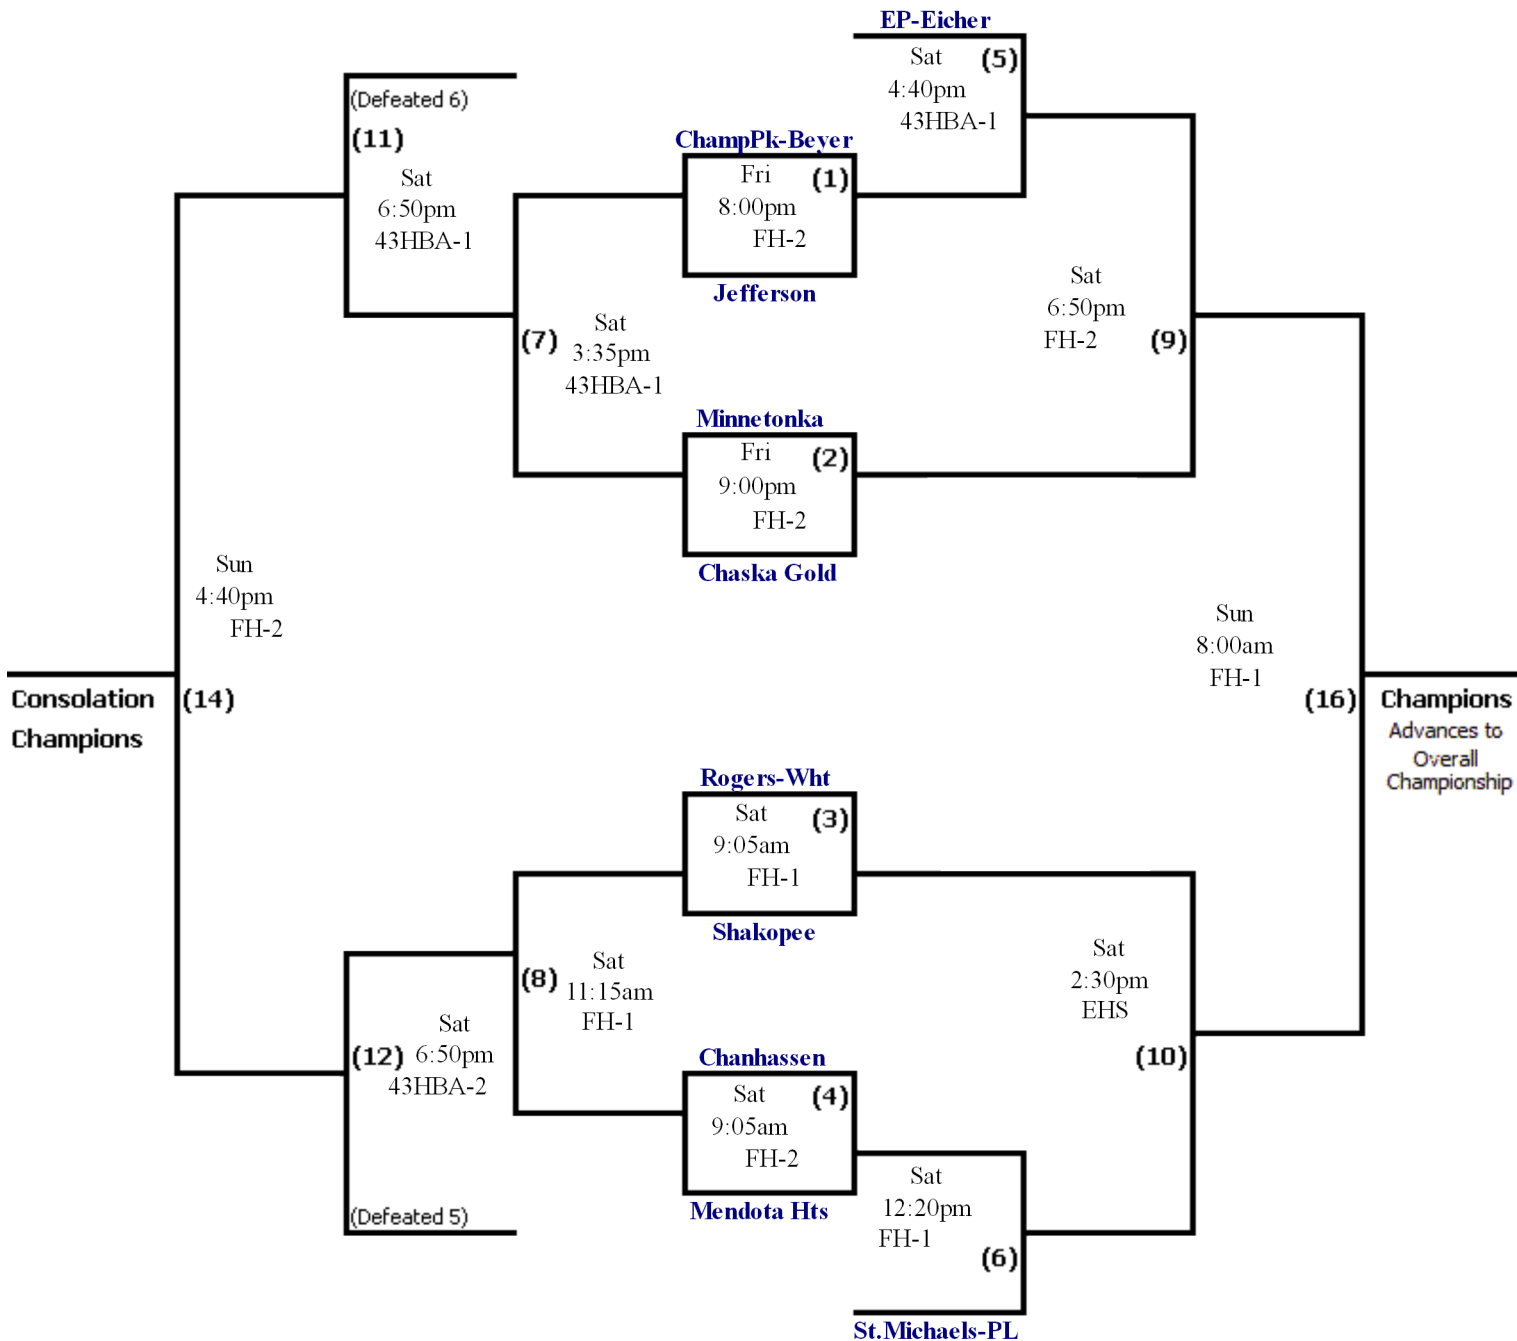 EP-Eicher
Sat
(5)
4:40pm
43HBA-1
(Defeated 6)
(11)
Sat
6:50pm
43HBA-1
ChampPk-Beyer
Fri
(1)
8:00pm
FH-2
Jefferson
Sat
6:50pm
FH-2
(9)
(7)
Sat
3:35pm
43HBA-1
Minnetonka
Fri
(2)
9:00pm
FH-2
Chaska Gold
Sun
4:40pm
FH-2
Consolation
Champions
(14)
Sun
8:00am
FH-1
(16)
Champions
Advances to
Overall
Championship
Rogers-Wht
Sat
(3)
9:05am
FH-1
Shakopee
(8)
Sat
11:15am
FH-1
Sat
2:30pm
EHS
(10)
(12)
Sat
6:50pm
43HBA-2
Chanhassen
Sat
(4)
9:05am
FH-2
Mendota Hts
Sat
12:20pm
FH-1
(6)
(Defeated 5)
St.Michaels-PL